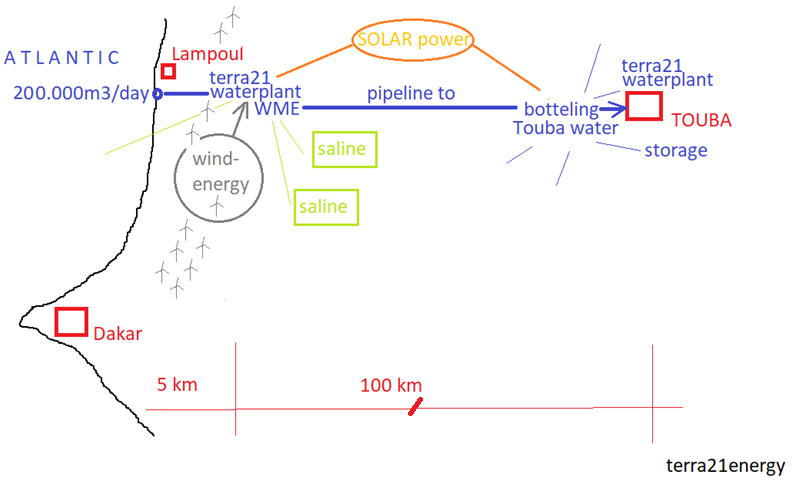 ATLANTIC
Lampoul
SOLAR power
200.000m3/day
terra21
waterplant
WME
pipeline to
botteling
Touba water
terra21
waterplant
TOUBA
storage
wind-
energy
saline
saline
Dakar
5 km
100 km
terra21energy